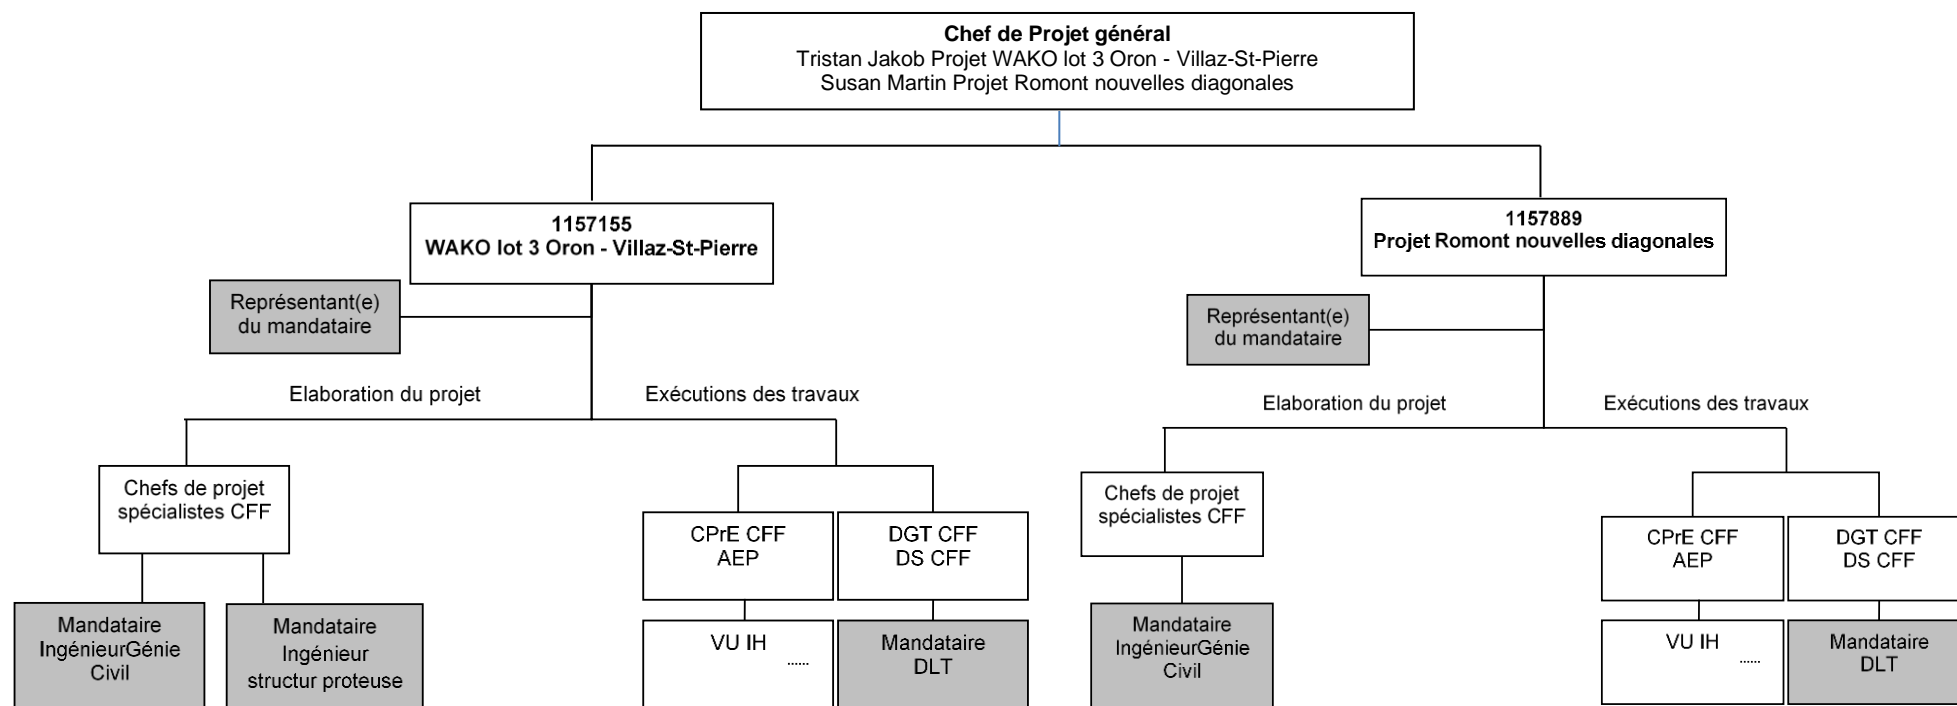 Chef de Projet général
Tristan Jakob Projet WAKO lot 3 Oron - Villaz-St-Pierre
Susan Martin Projet Romont nouvelles diagonales
1157155
WAKO lot 3 Oron - Villaz-St-Pierre
Représentant(e)
du mandataire
Elaboration du projet
Exécutions des travaux
Chefs de projet
spécialistes CFF
CPrE CFF
AEP
DGT CFF
DS CFF
Mandataire
IngénieurGénie
Civil
Mandataire
Ingénieur
structur proteuse
VU IH
......
Mandataire
DLT
1157889
Projet Romont nouvelles diagonales
Représentant(e)
du mandataire
Elaboration du projet
Exécutions des travaux
Chefs de projet
spécialistes CFF
CPrE CFF
AEP
DGT CFF
DS CFF
Mandataire
IngénieurGénie
Civil
VU IH
......
Mandataire
DLT